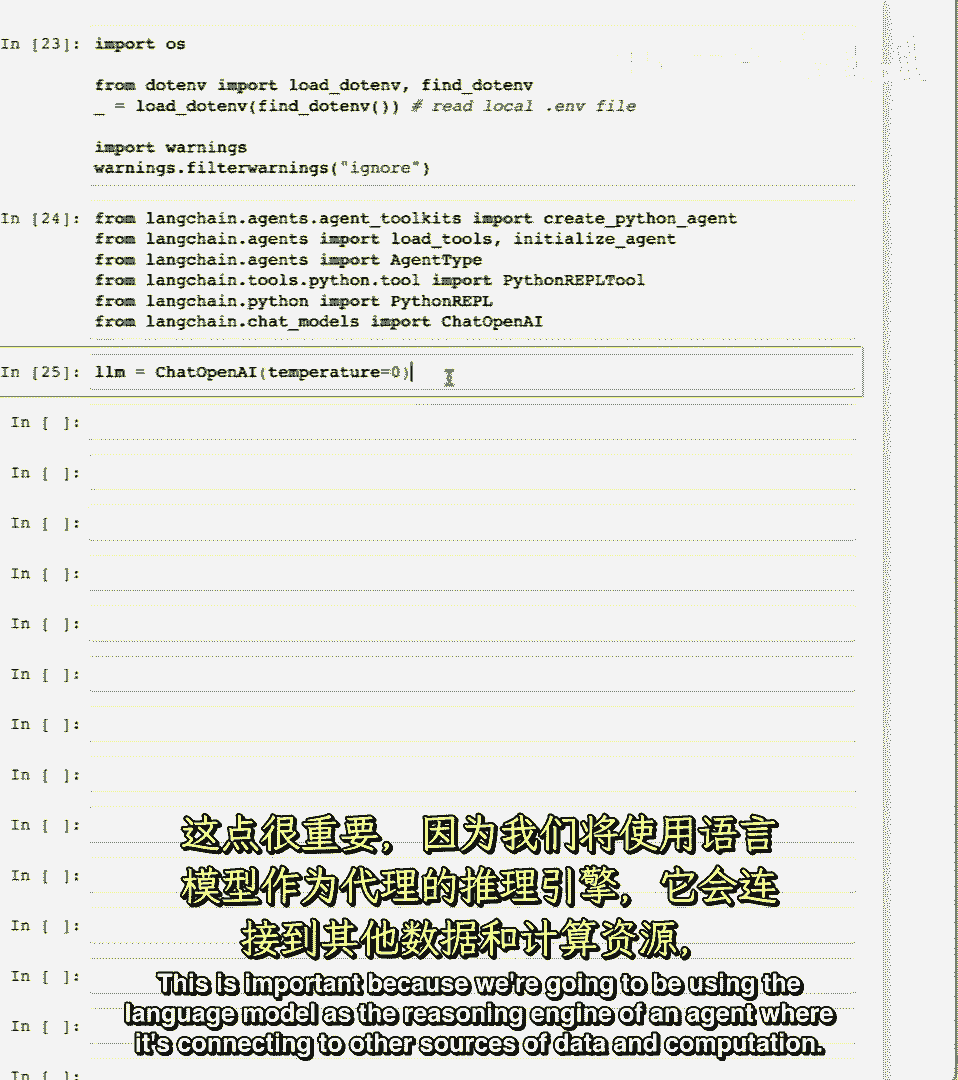 In [23]: import os
from dotenv import load_dotenv, find_dotenv
_ = load_dotenv(find_dotenv()) # read local .env file
import warnings
warnings.filterwarnings("ignore")
In [24]: from langchain.agents.agent_toolkits import create_python_agent
from langchain.agents import load_tools, initialize_agent
from langchain.agents import AgentType
from langchain.tools.python.tool import PythonREPLTool
from langchain.python import PythonREPL
from langchain.chat_models import ChatOpenAI
In [25]: llm = ChatOpenAI(temperature=0)
In [ ]:
In [ ]:
In [ ]:
In [ ]:
In [ ]:
In [ ]:
In [ ]:
In [ ]:
In [ ]:
这点很重要，因为我们将使用语言
In [ ]:
模型作为代理的推理引擎，它会连
In [ ]:
接到其他数据和计算资源，
In [ ]:
This is important because we're going to be using the
language model as the reasoning engine of an agent where
In [ ]:
it's connecting to other sources of data and computation.
In [ ]: